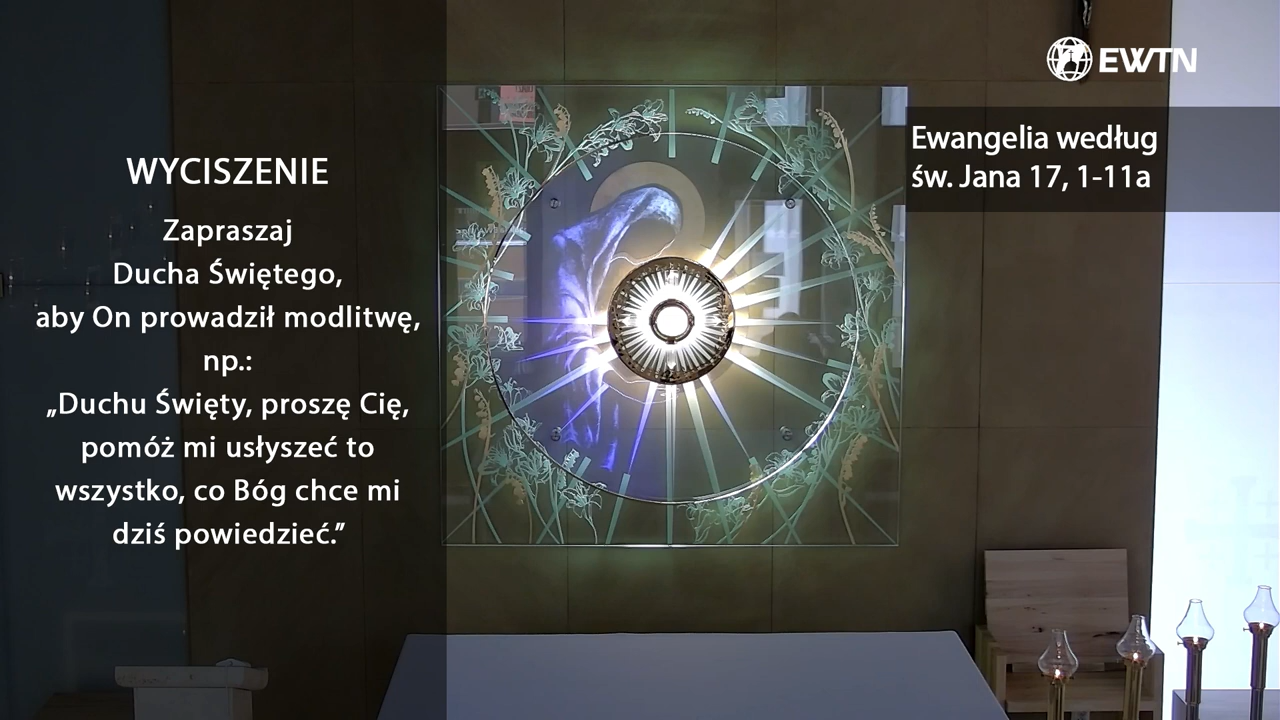 WYCISZENIE
Zapraszaj
Ducha Świętego,
aby On prowadził modlitwę,
np.:
„Duchu Święty, proszę Cię,
pomóż mi usłyszeć to
wszystko, co Bóg chce mi
dziś powiedzieć.”
EWTN
Ewangelia według
św. Jana 17, 1-11a